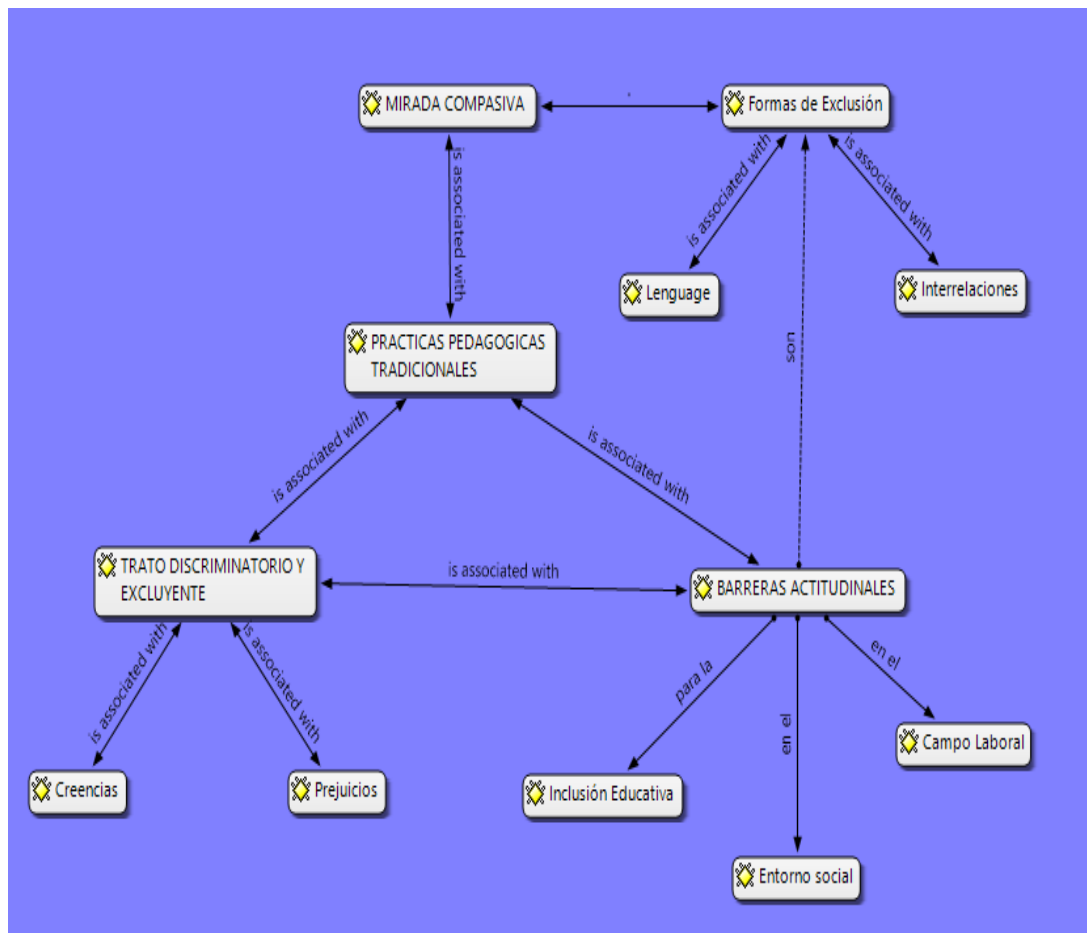 MIRADA COMPASIVA
Formas de Exclusión
is associated with
is associated with
is associated with
Lenguage
Interrelaciones
PRACTICAS PEDAGOGICAS
TRADICIONALES
son
is associated with
is associated with
TRATO DISCRIMINATORIO Y
EXCLUYENTE
is associated with
BARRERAS ACTITUDINALES
is associated with
is associated with
para la
en el
en el
Campo Laboral
Creencias
Prejuicios
Inclusión Educativa
Entorno social